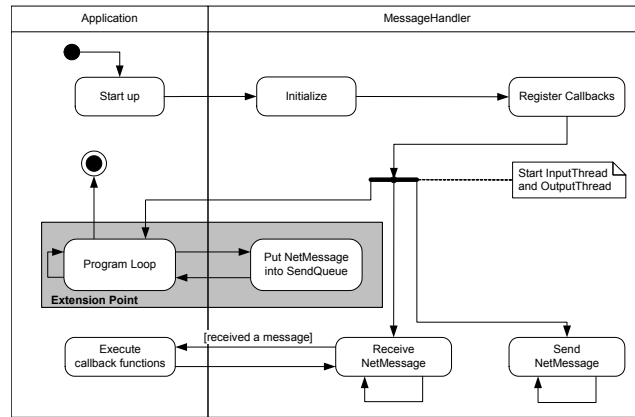 Application
MessageHandler
Start up
Initialize
Register Callbacks
Start InputThread
and OutputThread
Program Loop
Put NetMessage
into SendQueue
Extension Point
[received a message]
Execute
callback functions
Receive
NetMessage
Send
NetMessage